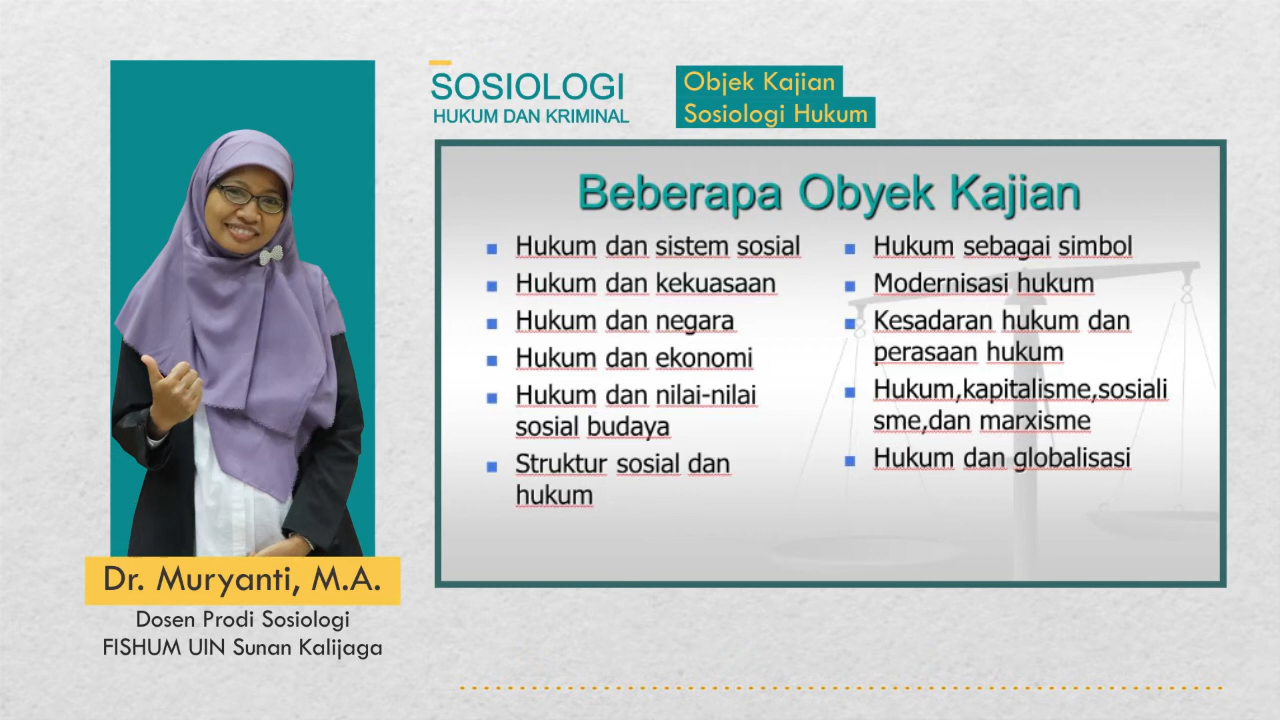 SOSIOLOGI
HUKUM DAN KRIMINAL
Objek Kajian
Sosiologi Hukum
Beberapa Obyek Kajian
Hukum dan sistem sosial
Hukum dan kekuasaan
Hukum dan negara
Hukum dan ekonomi
Hukum dan nilai-nilai
sosial budaya
Struktur sosial dan
hukum
Hukum sebagai simbol
Modernisasi hukum
Kesadaran hukum dan
perasaan hukum
Hukum,kapitalisme,sosiali
sme,dan marxisme
Hukum dan globalisasi
Dr. Muryanti, M.A.
Dosen Prodi Sosiologi
FISHUM UIN Sunan Kalijaga